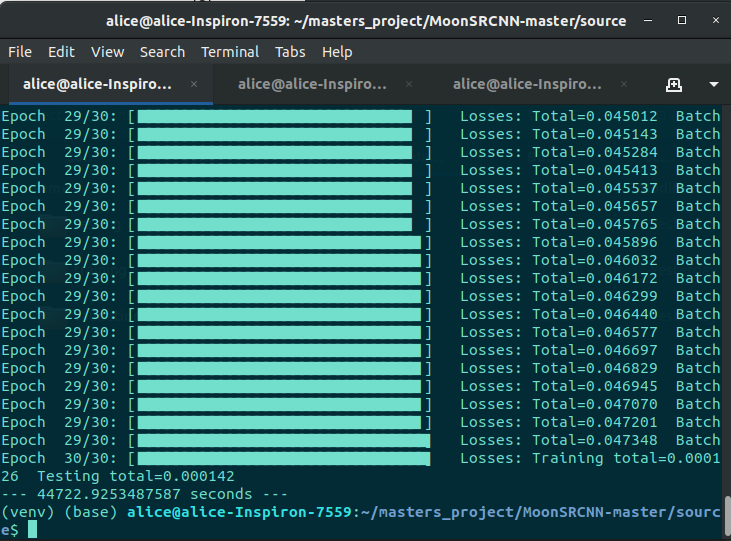 alice@alice-Inspiron-7559: ~/masters_project/MoonSRCNN-master/source
File Edit View Search Terminal Tabs Help
alice@alice-Inspiro... × alice@alice-Inspiro... × alice@alice-Inspiro... ×
Epoch 29/30: [ ] Losses: Total=0.045012 Batch
Epoch 29/30: [ ] Losses: Total=0.045143 Batch
Epoch 29/30: [ ] Losses: Total=0.045284 Batch
Epoch 29/30: [ ] Losses: Total=0.045413 Batch
Epoch 29/30: [ ] Losses: Total=0.045537 Batch
Epoch 29/30: [ ] Losses: Total=0.045657 Batch
Epoch 29/30: [ ] Losses: Total=0.045765 Batch
Epoch 29/30: [ ] Losses: Total=0.045896 Batch
Epoch 29/30: [ ] Losses: Total=0.046032 Batch
Epoch 29/30: [ ] Losses: Total=0.046172 Batch
Epoch 29/30: [ ] Losses: Total=0.046299 Batch
Epoch 29/30: [ ] Losses: Total=0.046440 Batch
Epoch 29/30: [ ] Losses: Total=0.046577 Batch
Epoch 29/30: [ ] Losses: Total=0.046697 Batch
Epoch 29/30: [ ] Losses: Total=0.046829 Batch
Epoch 29/30: [ ] Losses: Total=0.046945 Batch
Epoch 29/30: [ ] Losses: Total=0.047070 Batch
Epoch 29/30: [ ] Losses: Total=0.047201 Batch
Epoch 29/30: [ ] Losses: Total=0.047348 Batch
Epoch 30/30: [ ] Losses: Training total=0.0001
26 Testing total=0.000142
--- 44722.9253487587 seconds ---
(venv) (base) alice@alice-Inspiron-7559:~/masters_project/MoonSRCNN-master/sourc
e$